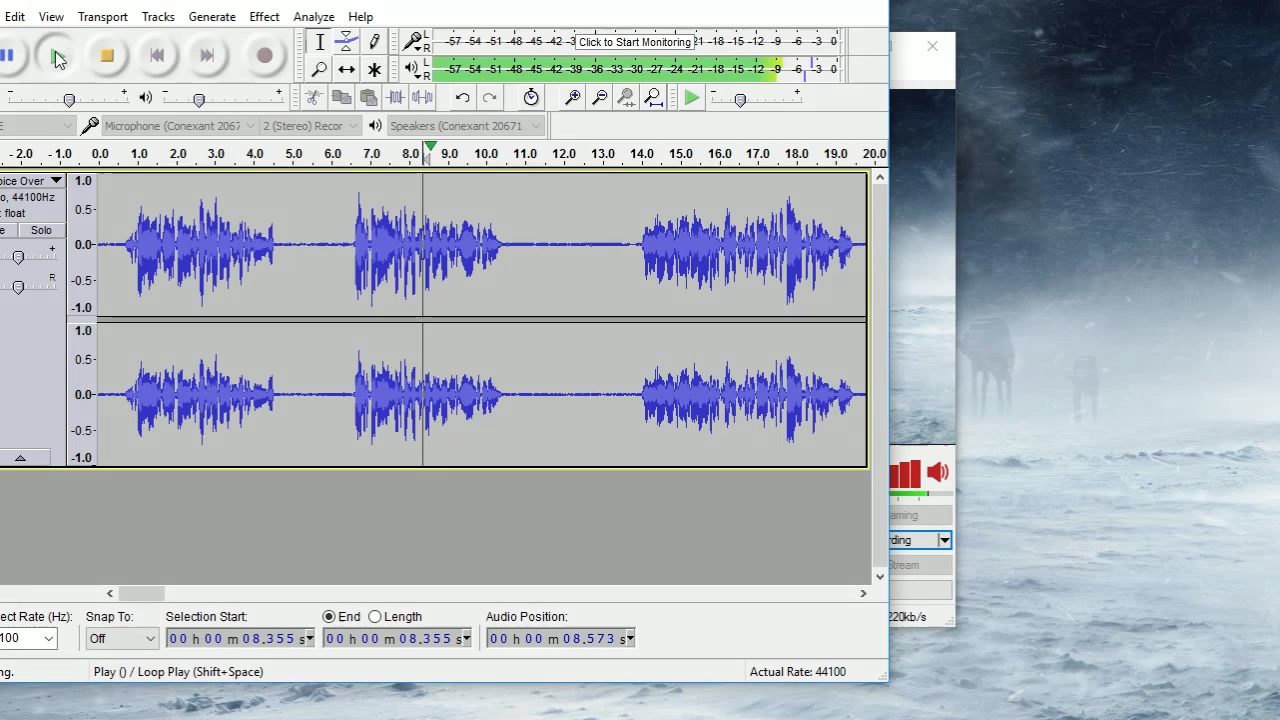 Edit View Transport Tracks Generate Effect Analyze Help
L R -57 -54 -51 -48 -45 -42 -3 Click to Start Monitoring -18 -15 -12 -9 -6 -3 0
L R -57 -54 -51 -48 -45 -42 -39 -36 -33 -30 -27 -24 -21 -18 -15 -12 -9 -6 -3 0
E Microphone (Conexant 2067 2 (Stereo) Recor Speakers (Conexant 20671
-2.0 -1.0 0.0 1.0 2.0 3.0 4.0 5.0 6.0 7.0 8.0 9.0 10.0 11.0 12.0 13.0 14.0 15.0 16.0 17.0 18.0 19.0 20.0
oice Over 1.0
o, 44100Hz
: float 0.5
e Solo
0.0
R
-0.5
-1.0
1.0
0.5
0.0
-0.5
-1.0
aming
rding
Stream
220kb/s
ect Rate (Hz): Snap To: Selection Start: End Length Audio Position:
100 Off 00 h 00 m 08.355 s 00 h 00 m 08.355 s 00 h 00 m 08.573 s
ng. Play () / Loop Play (Shift+Space) Actual Rate: 44100